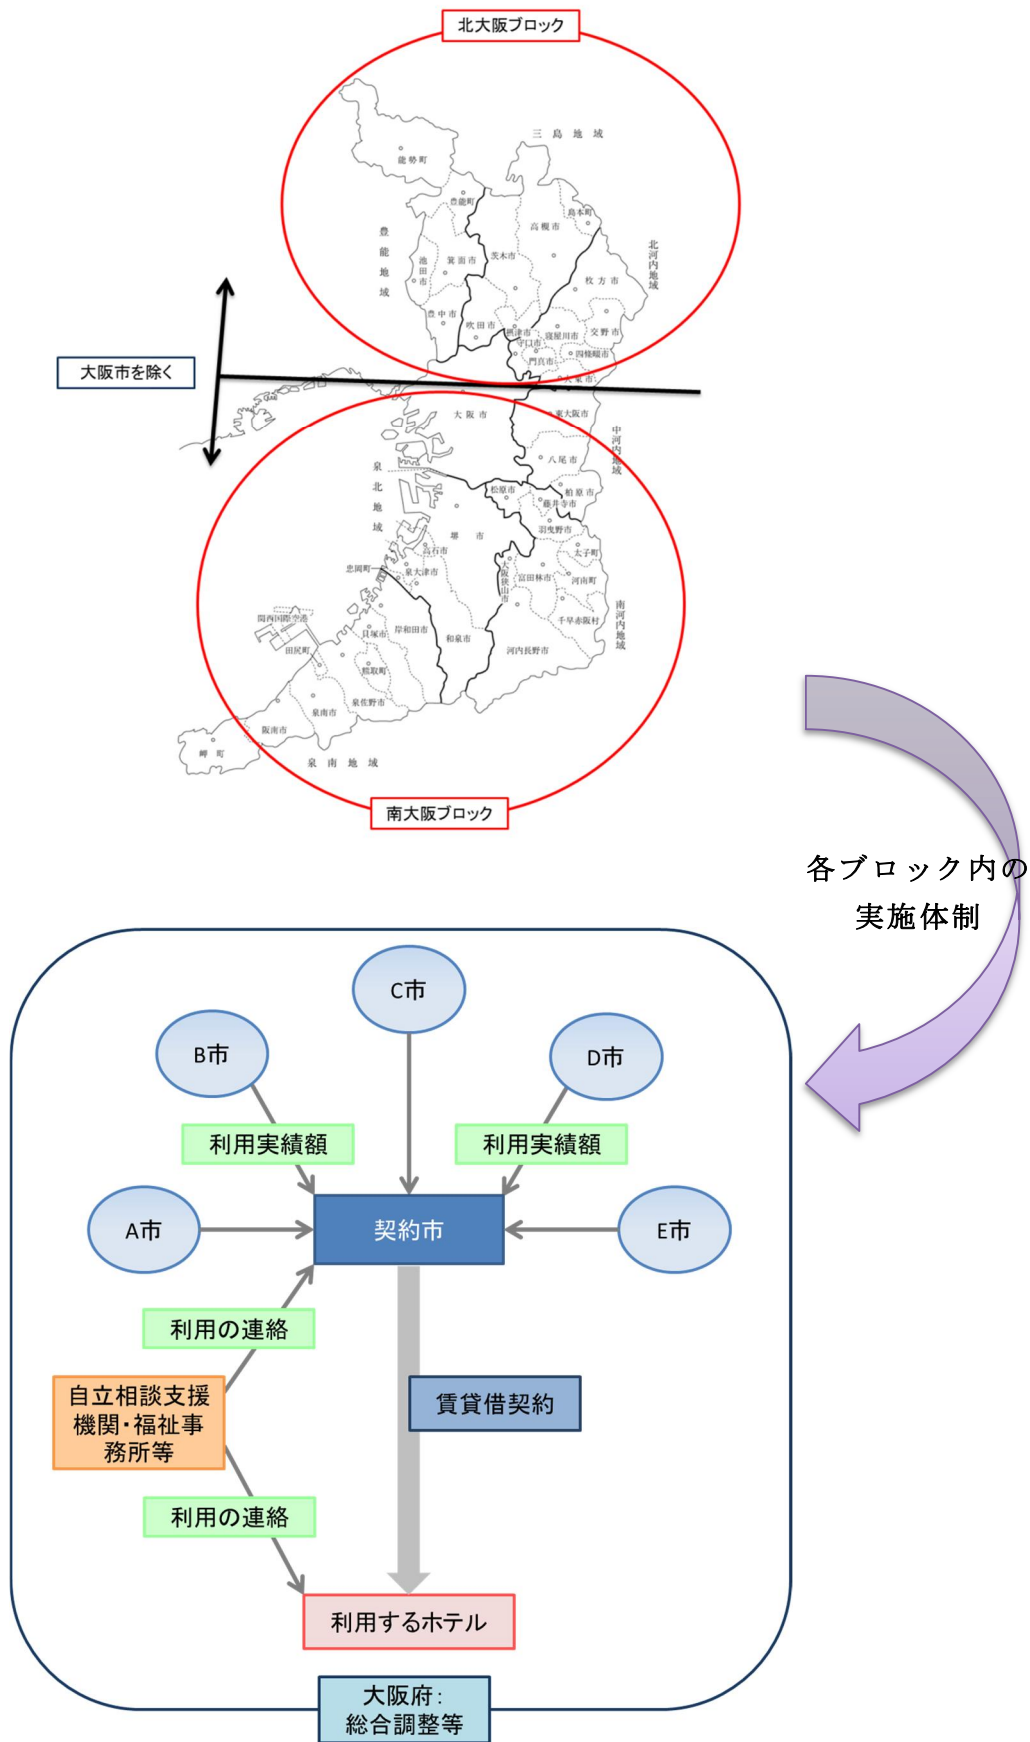 北大阪ブロック
三島地域
能勢町
豊能町
島本町
高槻市
豊能地域
北河内地域
茨木市
箕面市
池田市
枚方市
豊中市
吹田市
摂津市
寝屋川市
交野市
守口市
門真市
四條畷市
大阪市を除く
大東市
大阪市
東大阪市
中河内地域
八尾市
泉北地域
松原市
柏原市
藤井寺市
堺市
羽曳野市
高石市
太子町
忠岡町
泉大津市
大阪狭山市
富田林市
河南町
南河内地域
関西国際空港
千早赤阪村
貝塚市
岸和田市
和泉市
田尻町
河内長野市
熊取町
泉佐野市
泉南市
阪南市
岬町
泉南地域
南大阪ブロック
各ブロック内の
実施体制
C市
B市
D市
利用実績額
利用実績額
A市
契約市
E市
利用の連絡
自立相談支援
機関・福祉事
務所等
賃貸借契約
利用の連絡
利用するホテル
大阪府：
総合調整等